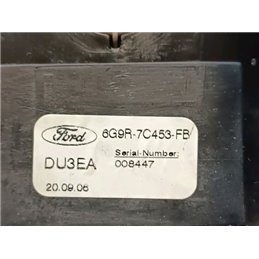 Ford 6G9R-7C453-FB
DU3EA Serial-Number:
008447
20.09.06